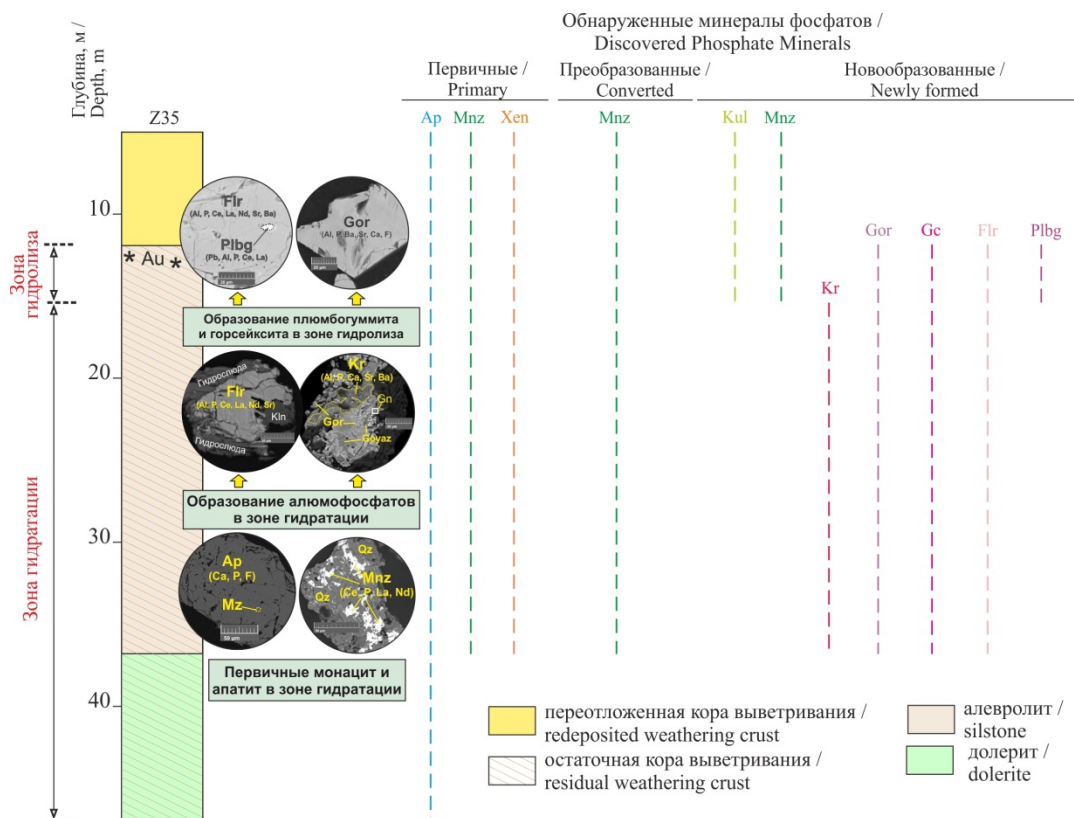 Обнаруженные минералы фосфатов /
Discovered Phosphate Minerals
Глубина, м /
Depth, m
Первичные /
Primary
Преобразованные /
Converted
Новообразованные /
Newly formed
Z35
Ap Mnz Xen Mnz Kul Mnz
10
20
30
40
Зона
гидролиза
Зона гидратации
* Au *
Flr
(Al, P, Ce, La, Nd, Sr, Ba)
Plbg
(Pb, Al, P, Ce, La)
Gor
(Al, P, Ba, Sr, Ca, F)
Gor Gc Flr Plbg
Kr
Образование плюмбогуммита
и горсейксита в зоне гидролиза
Гидрослюда
Flr
(Al, P, Ce, La, Nd, Sr)
Kln
Гидрослюда
Kr
(Al, P, Ca, Sr, Ba)
Gn
Gor
Goyaz
Образование алюмофосфатов
в зоне гидратации
Ap
(Ca, P, F)
Mz
50 μm
Qz
Mnz
(Ce, P, La, Nd)
Qz
Первичные монацит и
апатит в зоне гидратации
переотложенная кора выветривания /
redeposited weathering crust
остаточная кора выветривания /
residual weathering crust
алевролит /
silstone
долерит /
dolerite